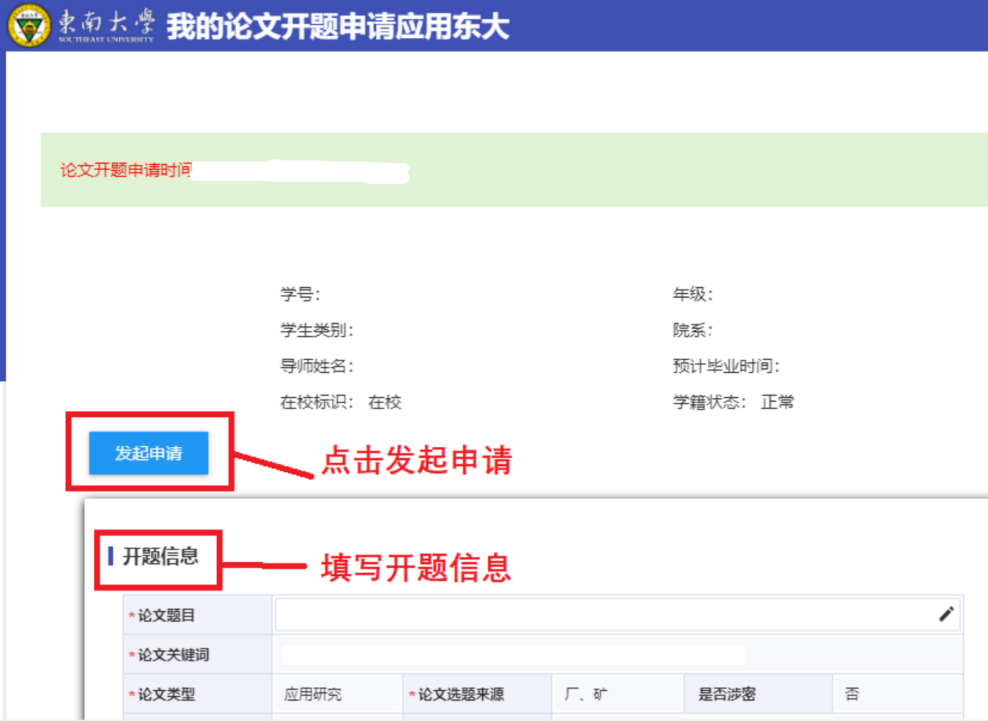 東南大學 我的论文开题申请应用东大
SOUTHEAST UNIVERSITY
论文开题申请时间
学号： 年级：
学生类别： 院系：
导师姓名： 预计毕业时间：
在校标识： 在校 学籍状态： 正常
发起申请 点击发起申请
开题信息 填写开题信息
*论文题目
*论文关键词
*论文类型 应用研究 *论文选题来源 厂、矿 是否涉密 否